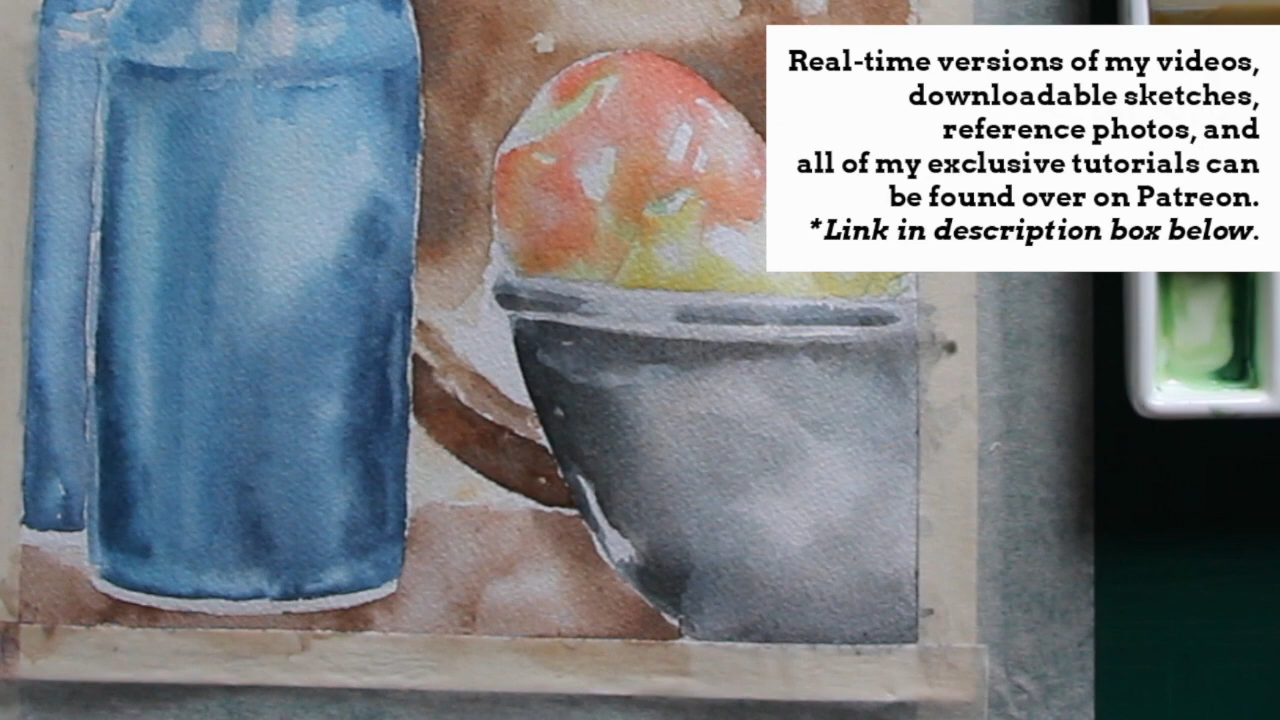 Real-time versions of my videos,
downloadable sketches,
reference photos, and
all of my exclusive tutorials can
be found over on Patreon.
*Link in description box below.